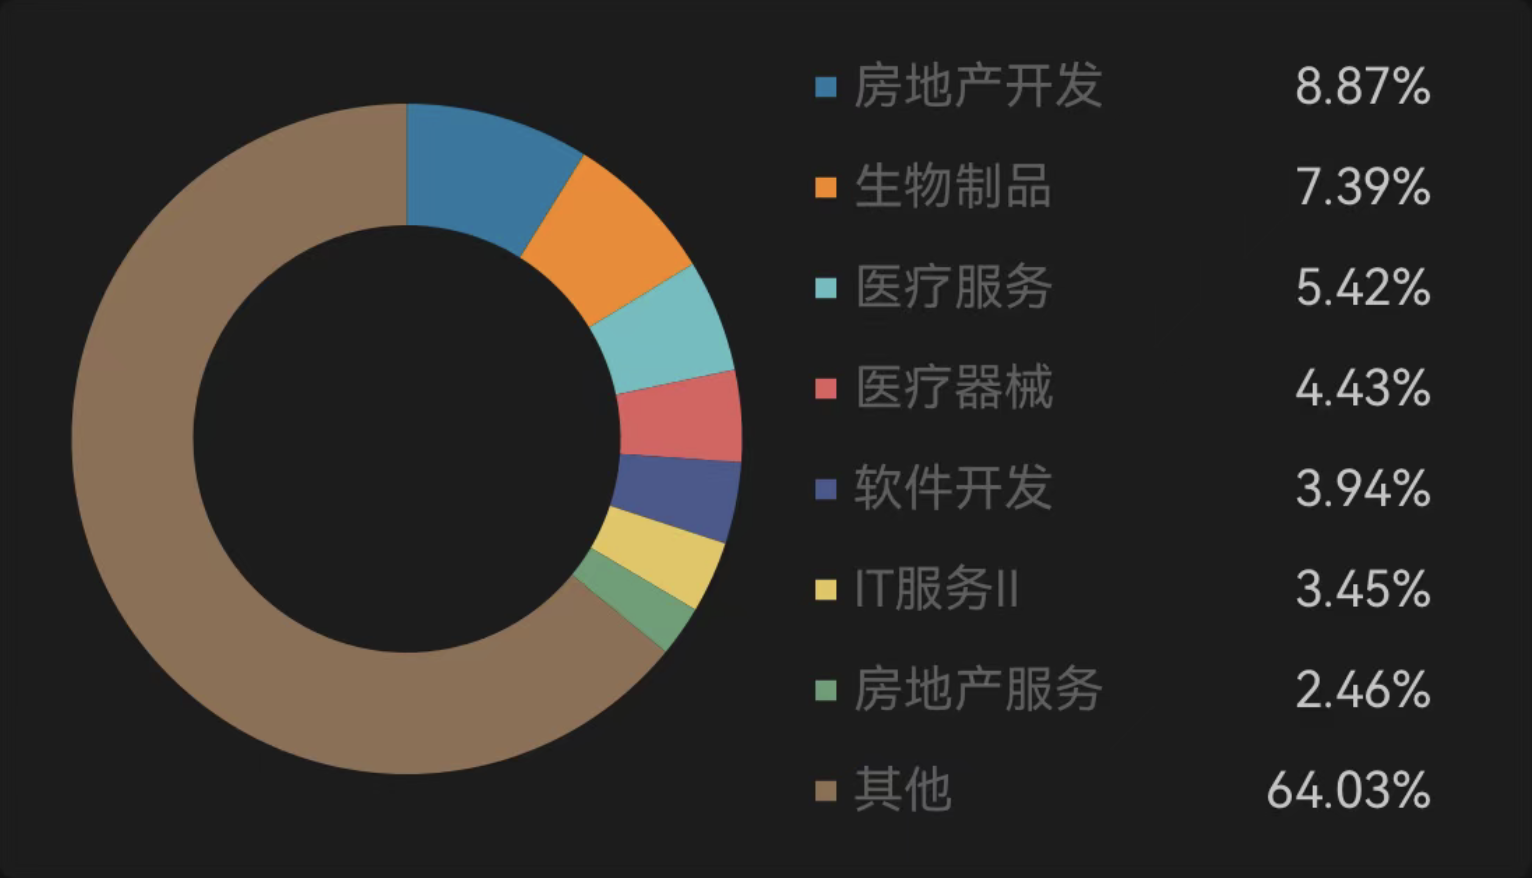 房地产开发 8.87%
生物制品 7.39%
医疗服务 5.42%
医疗器械 4.43%
软件开发 3.94%
IT服务II 3.45%
房地产服务 2.46%
其他 64.03%